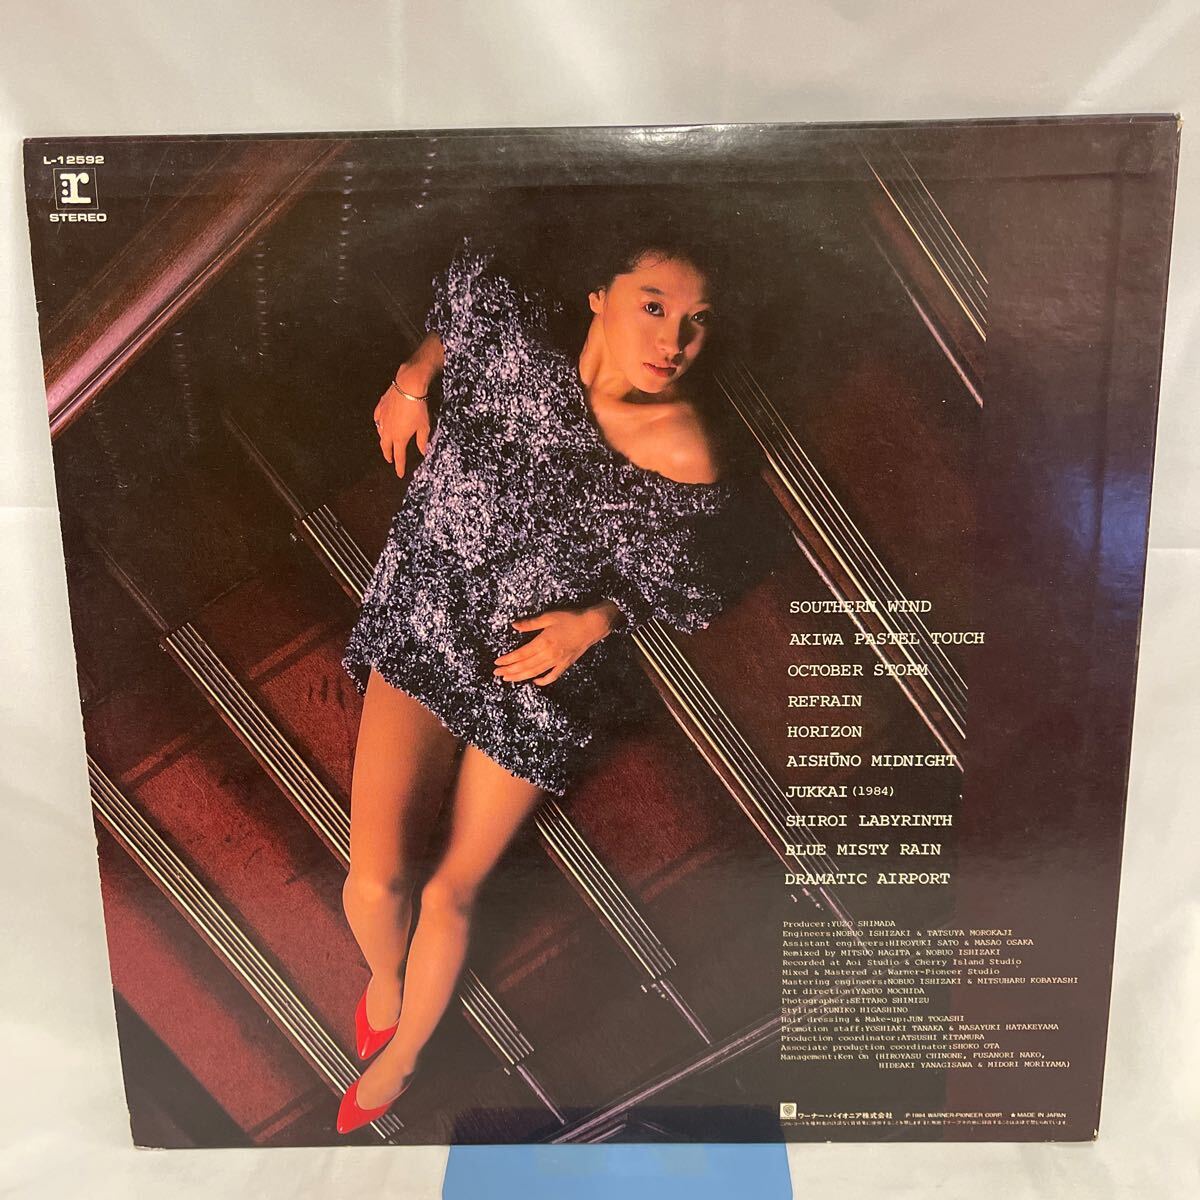 L-12592
:r
STEREO
SOUTHERN WIND
AKIWA PASTEL TOUCH
OCTOBER STORM
REFRAIN
HORIZON
AISHŪNO MIDNIGHT
JUKKAI (1984)
SHIROI LABYRINTH
BLUE MISTY RAIN
DRAMATIC AIRPORT
Producer:YUZO SHIMADA
Engineers:NOBUO ISHIZAKI & TATSUYA MOROKAJI
Assistant engineers:HIROYUKI SATO & MASAO OSAKA
Remixed by MITSUO HAGITA & NOBUO ISHIZAKI
Recorded at Aoi Studio & Cherry Island Studio
Mixed & Mastered at Warner-Pioneer Studio
Mastering engineers:NOBUO ISHIZAKI & MITSUHARU KOBAYASHI
Art direction:YASUO MOCHIDA
Photographer:SEITARO SHIMIZU
Stylist:KUNIKO HIGASHINO
Hair dressing & Make-up:JUN TOGASHI
Promotion staff:YOSHIAKI TANAKA & MASAYUKI HATAKEYAMA
Production coordinator:ATSUSHI KITAMURA
Associate production coordinator:SHOKO OTA
Management:Ken On (HIROYASU CHINONE, FUSANORI NAKO,
HIDEAKI YANAGISAWA & MIDORI MORIYAMA)
ワーナー・パイオニア株式会社 P 1984 WARNER-PIONEER CORP. ★ MADE IN JAPAN